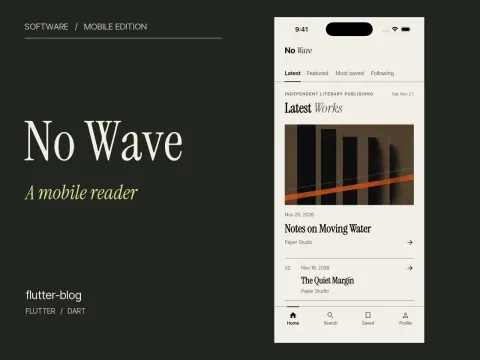 SOFTWARE / MOBILE EDITION
No Wave
A mobile reader
flutter-blog
FLUTTER / DART
9:41
No Wave
Latest Featured Most saved Following
INDEPENDENT LITERARY PUBLISHING Sat, Nov 21
Latest Works
Nov 20, 2026
Notes on Moving Water
Paper Studio
02 Nov 19, 2026
The Quiet Margin
Paper Studio
Home Search Saved Profile